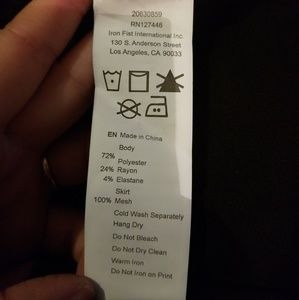 20630859
RN127446
Iron Fist International Inc.
130 S. Anderson Street
Los Angeles, CA 90033
EN Made in China
Body
72%
Polyester
24% Rayon
4% Elastane
Skirt
100% Mesh
Cold Wash Separately
Hang Dry
Do Not Bleach
Do Not Dry Clean
Warm Iron
Do Not Iron on Print